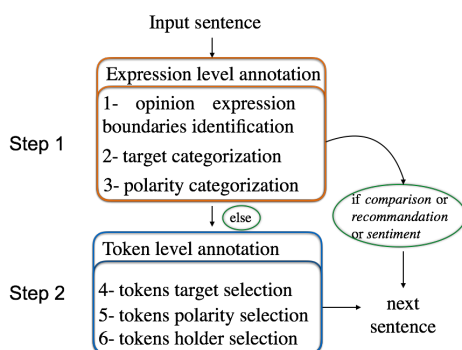 Input sentence
Expression level annotation
1- opinion expression
boundaries identification
2- target categorization
3- polarity categorization
Step 1
else
if comparison or
recommandation
or sentiment
Token level annotation
4- tokens target selection
5- tokens polarity selection
6- tokens holder selection
Step 2
next
sentence